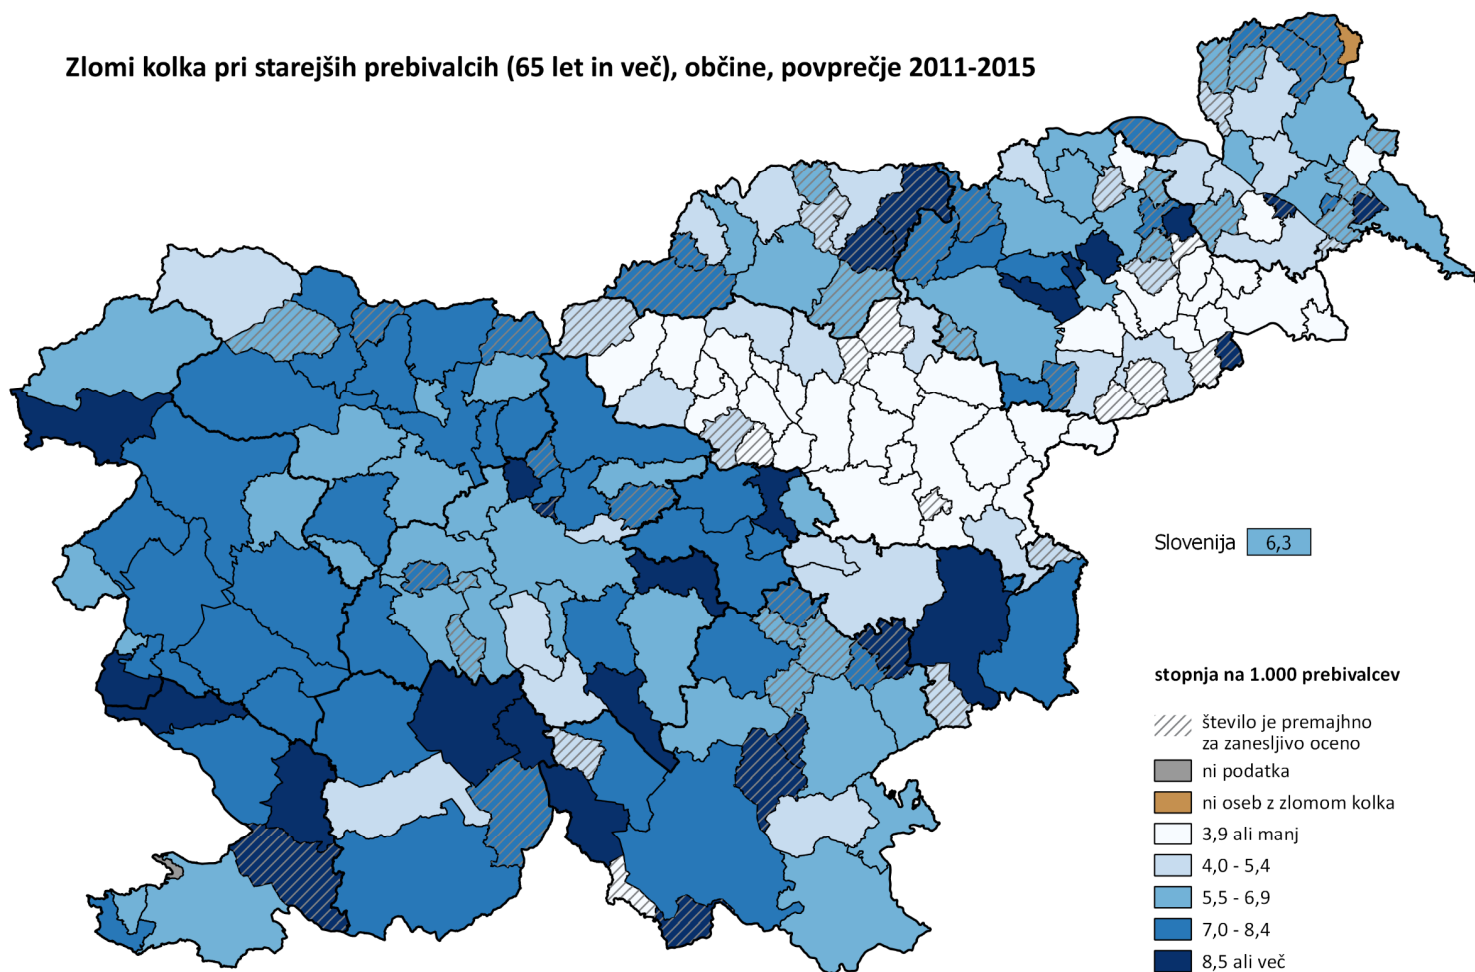 Zlomi kolka pri starejših prebivalcih (65 let in več), občine, povprečje 2011-2015
Slovenija 6,3
stopnja na 1.000 prebivalcev
število je premajhno
za zanesljivo oceno
ni podatka
ni oseb z zlomom kolka
3,9 ali manj
4,0 - 5,4
5,5 - 6,9
7,0 - 8,4
8,5 ali več